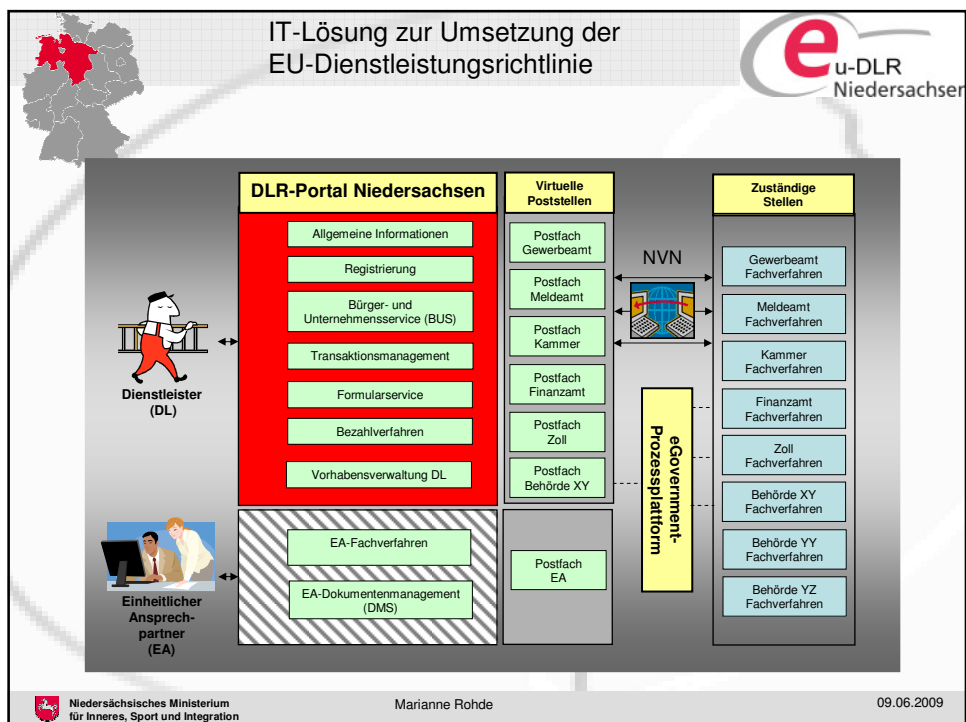 IT-Lösung zur Umsetzung der
EU-Dienstleistungsrichtlinie
eu-DLR
Niedersachsen
DLR-Portal Niedersachsen
Allgemeine Informationen
Registrierung
Bürger- und
Unternehmensservice (BUS)
Transaktionsmanagement
Formularservice
Bezahlverfahren
Vorhabensverwaltung DL
EA-Fachverfahren
EA-Dokumentenmanagement
(DMS)
Dienstleister
(DL)
Einheitlicher
Ansprech-
partner
(EA)
Virtuelle
Poststellen
Postfach
Gewerbeamt
Postfach
Meldeamt
Postfach
Kammer
Postfach
Finanzamt
Postfach
Zoll
Postfach
Behörde XY
Postfach
EA
NVN
eGovernment-
Prozessplattform
Zuständige
Stellen
Gewerbeamt
Fachverfahren
Meldeamt
Fachverfahren
Kammer
Fachverfahren
Finanzamt
Fachverfahren
Zoll
Fachverfahren
Behörde XY
Fachverfahren
Behörde YY
Fachverfahren
Behörde YZ
Fachverfahren
Niedersächsisches Ministerium
für Inneres, Sport und Integration
Marianne Rohde
09.06.2009